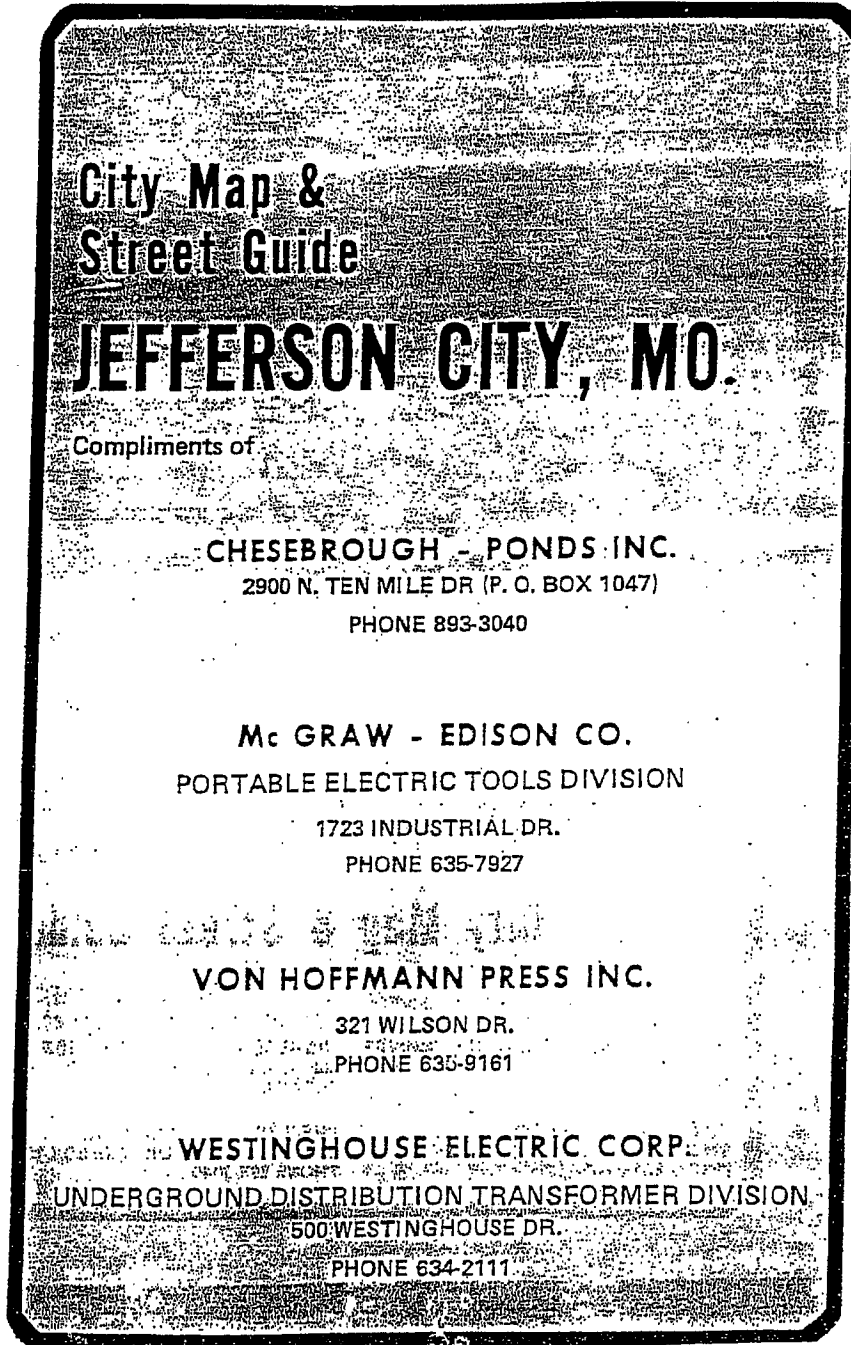 City Map &
Street Guide
JEFFERSON CITY, MO.
Compliments of
CHESEBROUGH - PONDS INC.
2900 N. TEN MILE DR (P. O. BOX 1047)
PHONE 893-3040
Mc GRAW - EDISON CO.
PORTABLE ELECTRIC TOOLS DIVISION
1723 INDUSTRIAL DR.
PHONE 635-7927
VON HOFFMANN PRESS INC.
321 WILSON DR.
PHONE 635-9161
WESTINGHOUSE ELECTRIC CORP.
UNDERGROUND DISTRIBUTION TRANSFORMER DIVISION
500 WESTINGHOUSE DR.
PHONE 634-2111